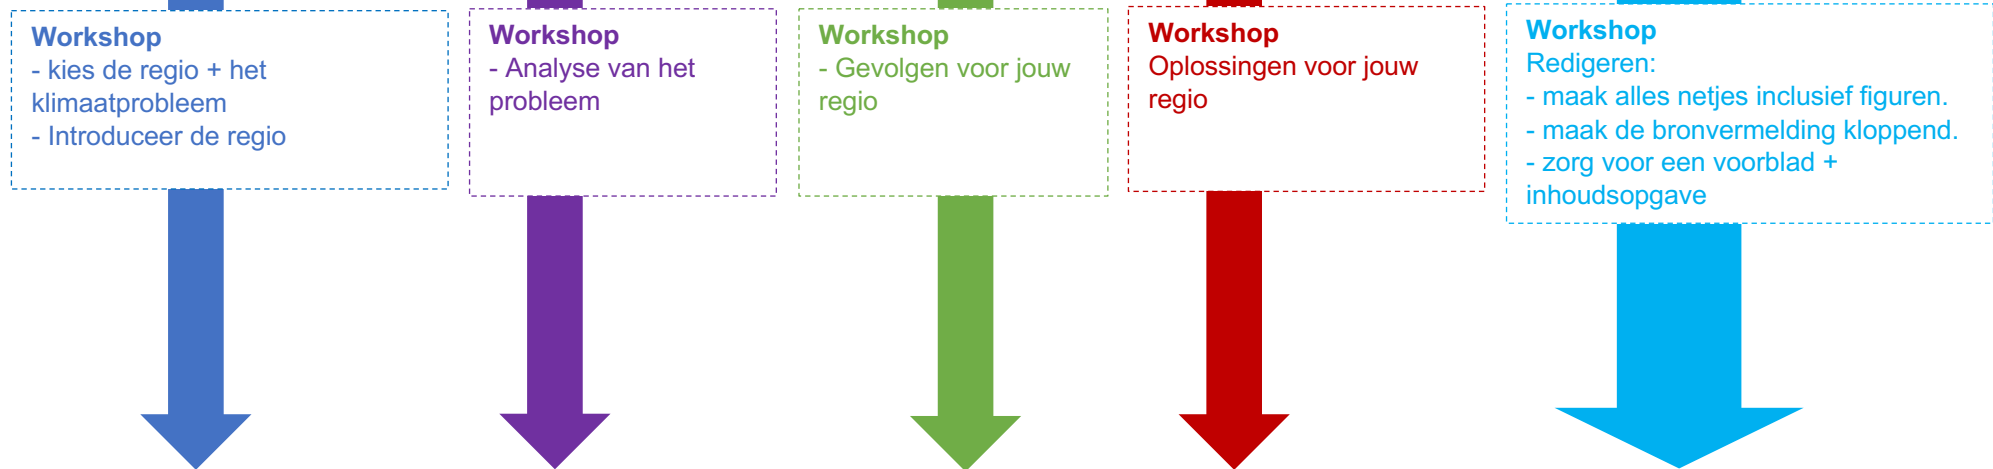 Workshop
- kies de regio + het
klimaatprobleem
- Introduceer de regio
Workshop
- Analyse van het
probleem
Workshop
- Gevolgen voor jouw
regio
Workshop
Oplossingen voor jouw
regio
Workshop
Redigeren:
- maak alles netjes inclusief figuren.
- maak de bronvermelding kloppend.
- zorg voor een voorblad +
inhoudsopgave